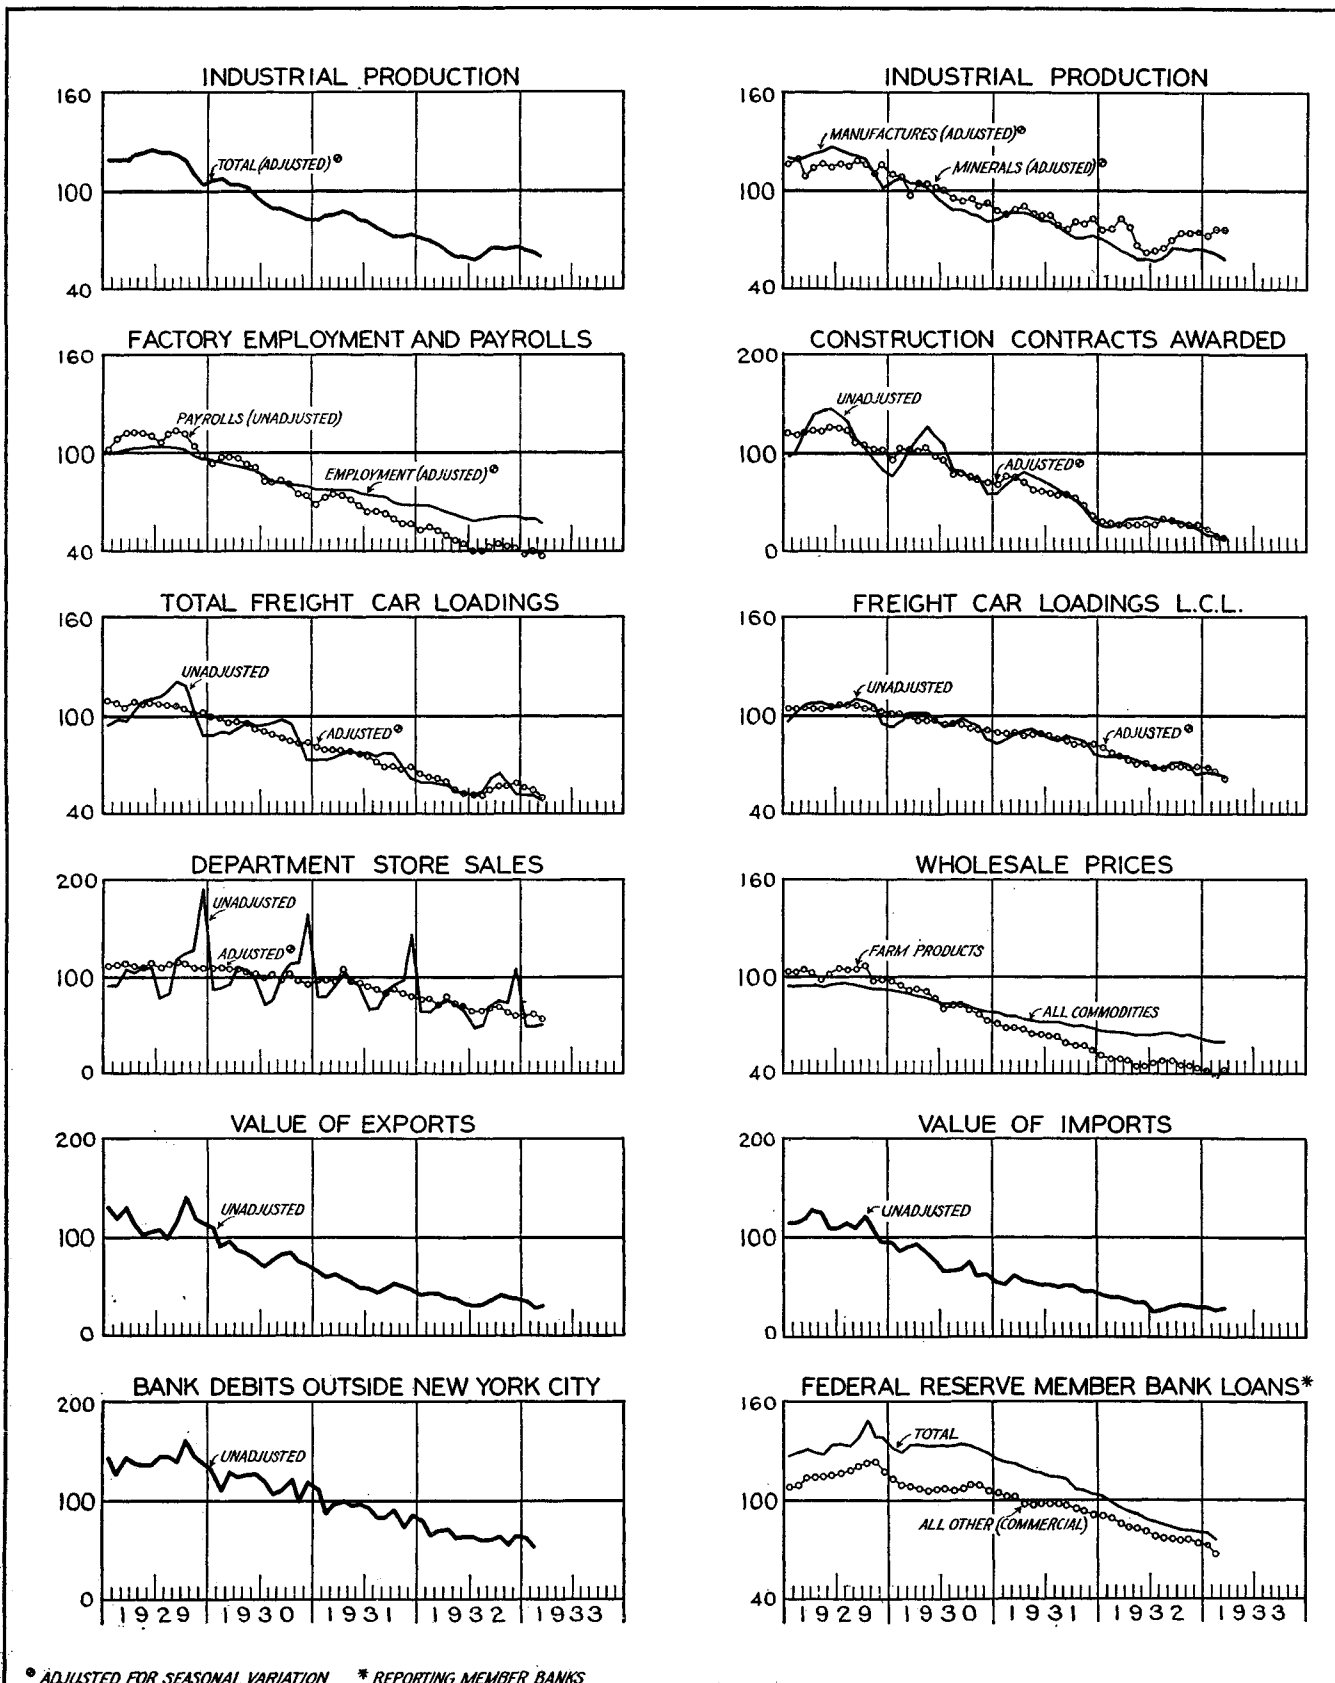 INDUSTRIAL PRODUCTION
160
100
40
TOTAL (ADJUSTED)⊘
INDUSTRIAL PRODUCTION
160
100
40
MANUFACTURES (ADJUSTED)⊘
MINERALS (ADJUSTED)⊘
FACTORY EMPLOYMENT AND PAYROLLS
160
100
40
PAYROLLS (UNADJUSTED)
EMPLOYMENT (ADJUSTED)⊘
CONSTRUCTION CONTRACTS AWARDED
200
100
0
UNADJUSTED
ADJUSTED⊘
TOTAL FREIGHT CAR LOADINGS
160
100
40
UNADJUSTED
ADJUSTED⊘
FREIGHT CAR LOADINGS L.C.L.
160
100
40
UNADJUSTED
ADJUSTED⊘
DEPARTMENT STORE SALES
200
100
0
UNADJUSTED
ADJUSTED⊘
WHOLESALE PRICES
160
100
40
FARM PRODUCTS
ALL COMMODITIES
VALUE OF EXPORTS
200
100
0
UNADJUSTED
VALUE OF IMPORTS
200
100
0
UNADJUSTED
BANK DEBITS OUTSIDE NEW YORK CITY
200
100
0
UNADJUSTED
1929 1930 1931 1932 1933
FEDERAL RESERVE MEMBER BANK LOANS*
160
100
40
TOTAL
ALL OTHER (COMMERCIAL)
1929 1930 1931 1932 1933
⊘ ADJUSTED FOR SEASONAL VARIATION * REPORTING MEMBER BANKS